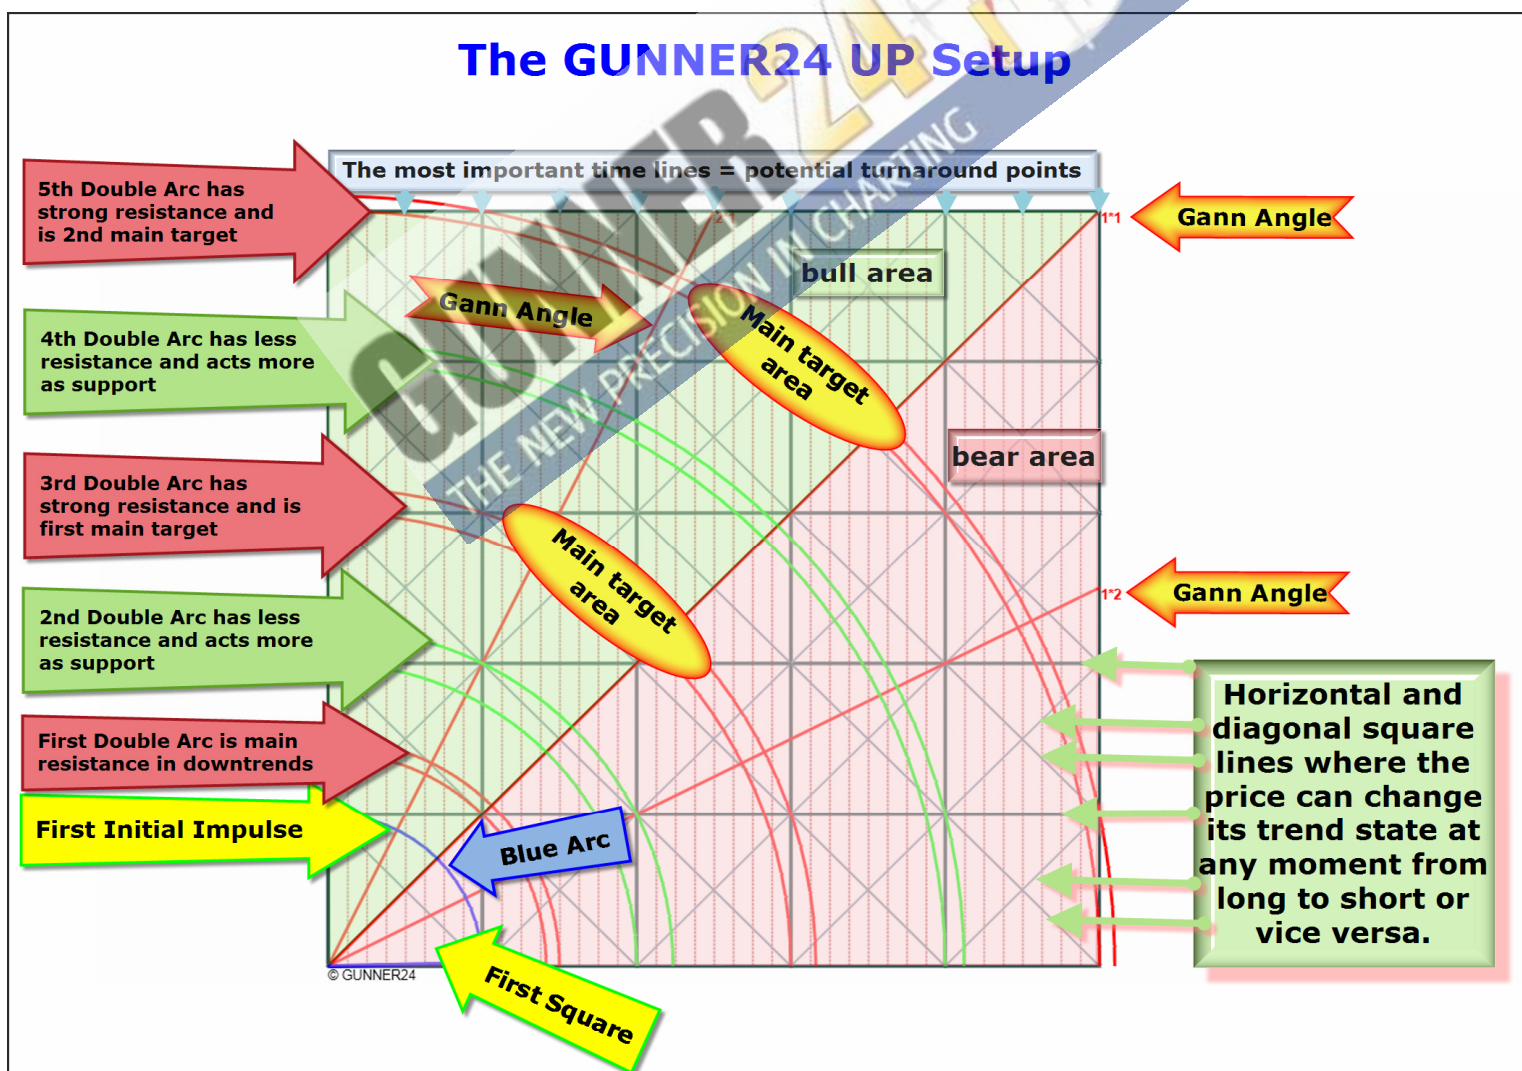 The GUNNER24 UP Setup
GUNNER24
THE NEW PRECISION IN CHARTING
The most important time lines = potential turnaround points
5th Double Arc has
strong resistance and
is 2nd main target
2*1
1*1
Gann Angle
bull area
Gann Angle
Main target
area
4th Double Arc has less
resistance and acts more
as support
bear area
3rd Double Arc has
strong resistance and is
first main target
Main target
area
1*2
Gann Angle
2nd Double Arc has less
resistance and acts more
as support
Horizontal and
diagonal square
lines where the
price can change
its trend state at
any moment from
long to short or
vice versa.
First Double Arc is main
resistance in downtrends
First Initial Impulse
Blue Arc
© GUNNER24
First Square